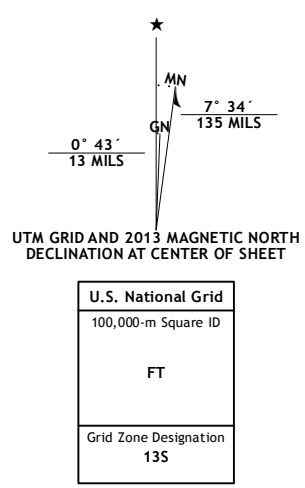 ★
MN
7° 34´
135 MILS
GN
0° 43´
13 MILS
UTM GRID AND 2013 MAGNETIC NORTH
DECLINATION AT CENTER OF SHEET
U.S. National Grid
100,000-m Square ID
FT
Grid Zone Designation
13S